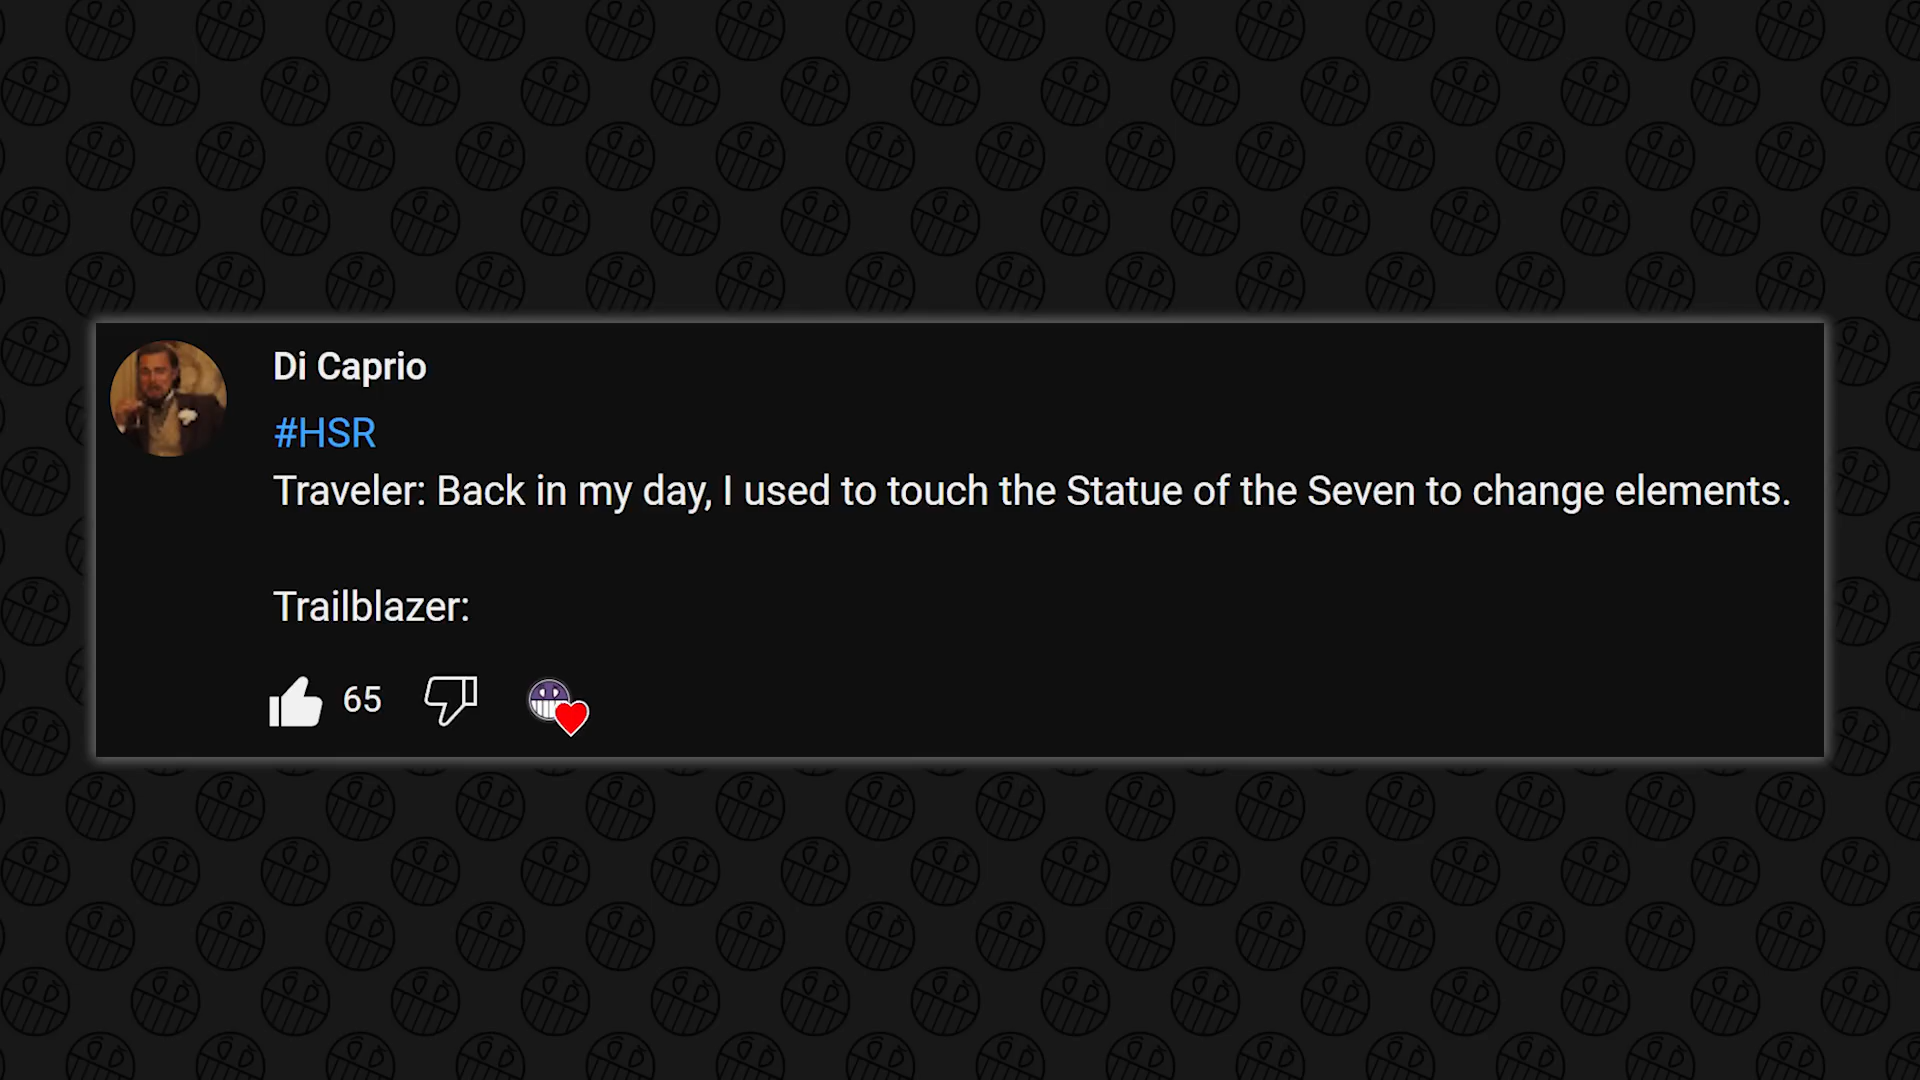 Di Caprio
#HSR
Traveler: Back in my day, I used to touch the Statue of the Seven to change elements.
Trailblazer:
65